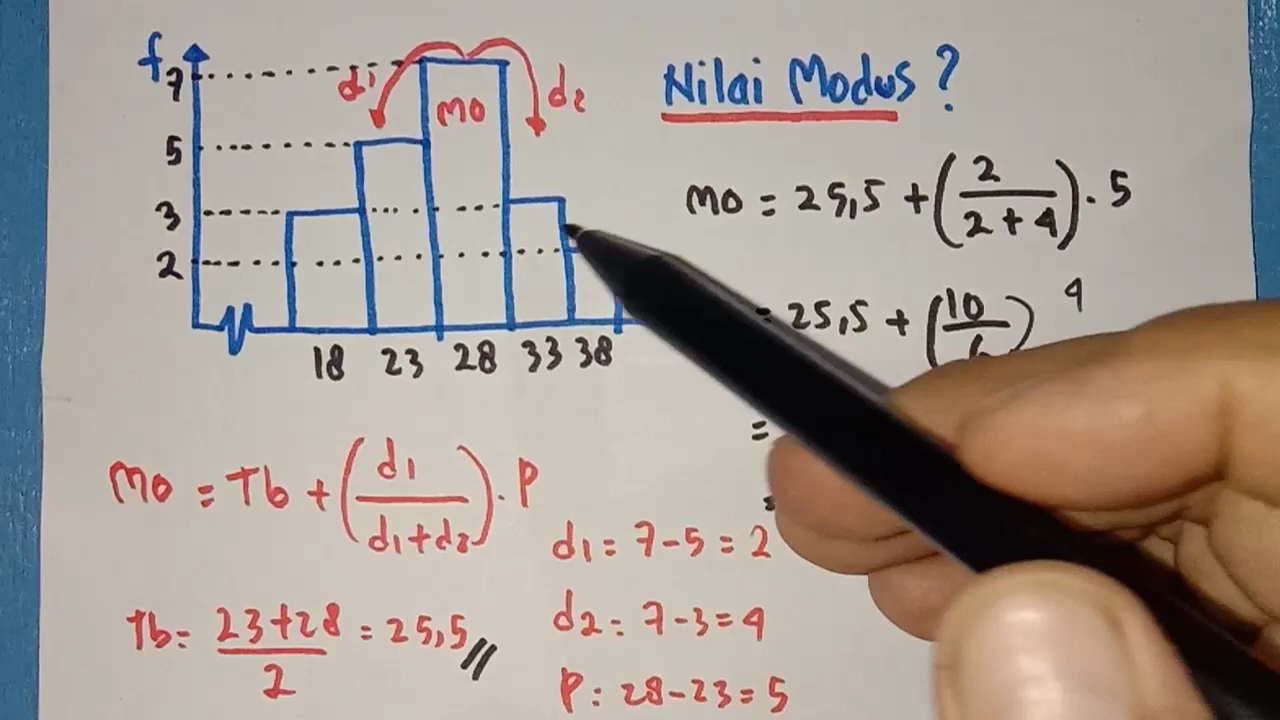 f
7
5
3
2
d1
mo
d2
18 23 28 33 38
Nilai Modus ?
mo = 25,5 + (2/2+4) . 5
= 25,5 + (10/6)
=
mo = Tb + (d1/d1+d2) . P
Tb = 23+28/2 = 25,5 //
d1 = 7-5 = 2
d2 = 7-3 = 4
P = 28-23 = 5